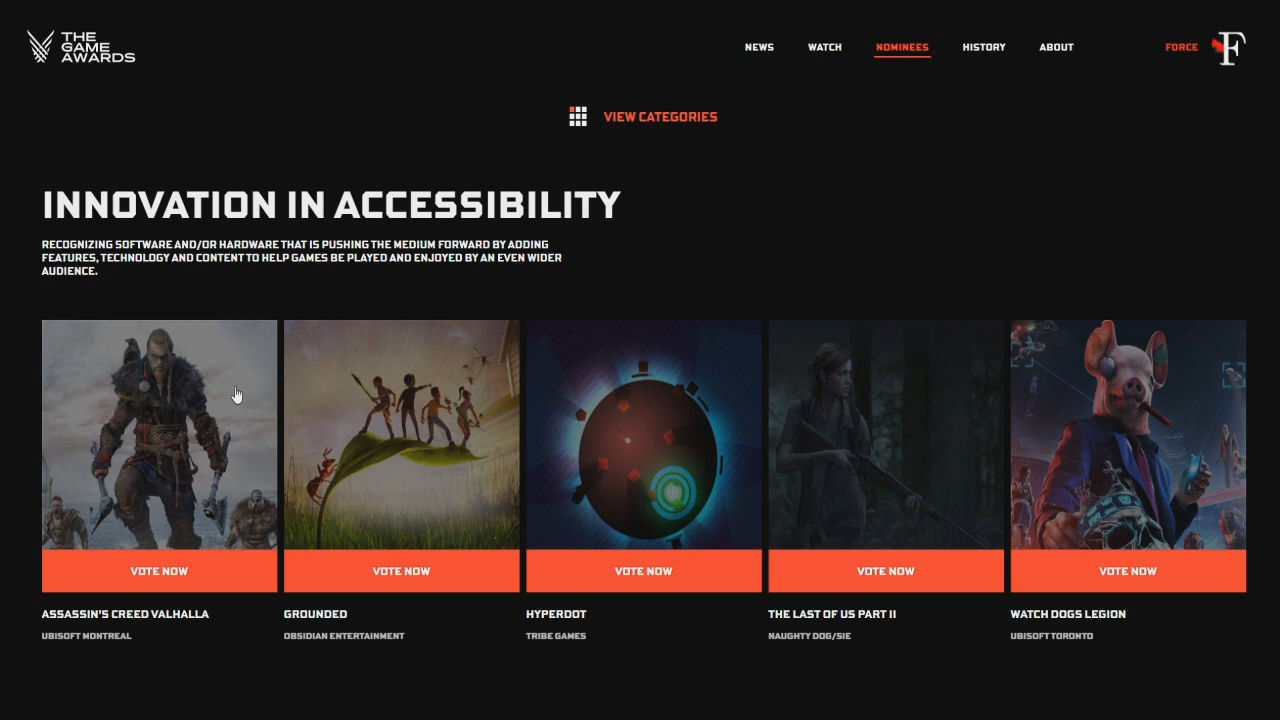 THE
GAME
AWARDS
NEWS
WATCH
NOMINEES
HISTORY
ABOUT
FORCE
F
VIEW CATEGORIES
INNOVATION IN ACCESSIBILITY
RECOGNIZING SOFTWARE AND/OR HARDWARE THAT IS PUSHING THE MEDIUM FORWARD BY ADDING
FEATURES, TECHNOLOGY AND CONTENT TO HELP GAMES BE PLAYED AND ENJOYED BY AN EVEN WIDER
AUDIENCE.
VOTE NOW
VOTE NOW
VOTE NOW
VOTE NOW
VOTE NOW
ASSASSIN'S CREED VALHALLA
UBISOFT MONTREAL
GROUNDED
OBSIDIAN ENTERTAINMENT
HYPERDOT
TRIBE GAMES
THE LAST OF US PART II
NAUGHTY DOG/SIE
WATCH DOGS LEGION
UBISOFT TORONTO